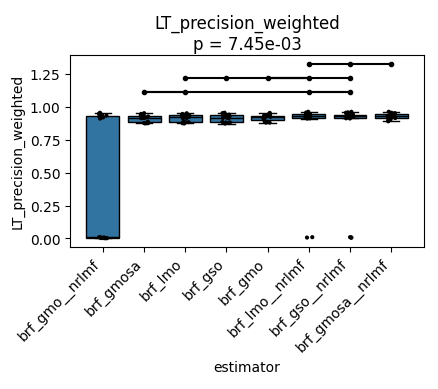 LT_precision_weighted
p = 7.45e-03
LT_precision_weighted
1.25
1.00
0.75
0.50
0.25
0.00
brf_gmo__nrlmf
brf_gmosa
brf_lmo
brf_gso
brf_gmo
brf_lmo__nrlmf
brf_gso__nrlmf
brf_gmosa__nrlmf
estimator